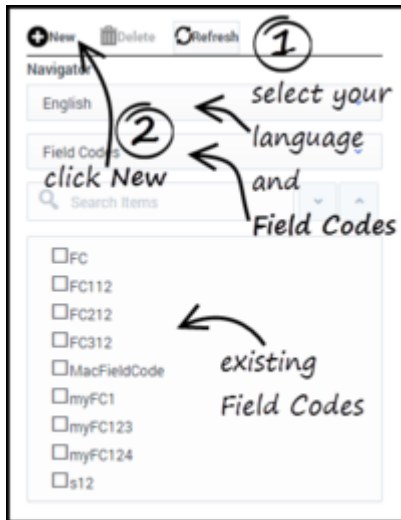 New Delete Refresh
1
Navigator
English
select your
language
2
Field Codes
click New
and
Field Codes
Search Items
FC
FC112
FC212
FC312
MacFieldCode
existing
Field Codes
myFC1
myFC123
myFC124
s12